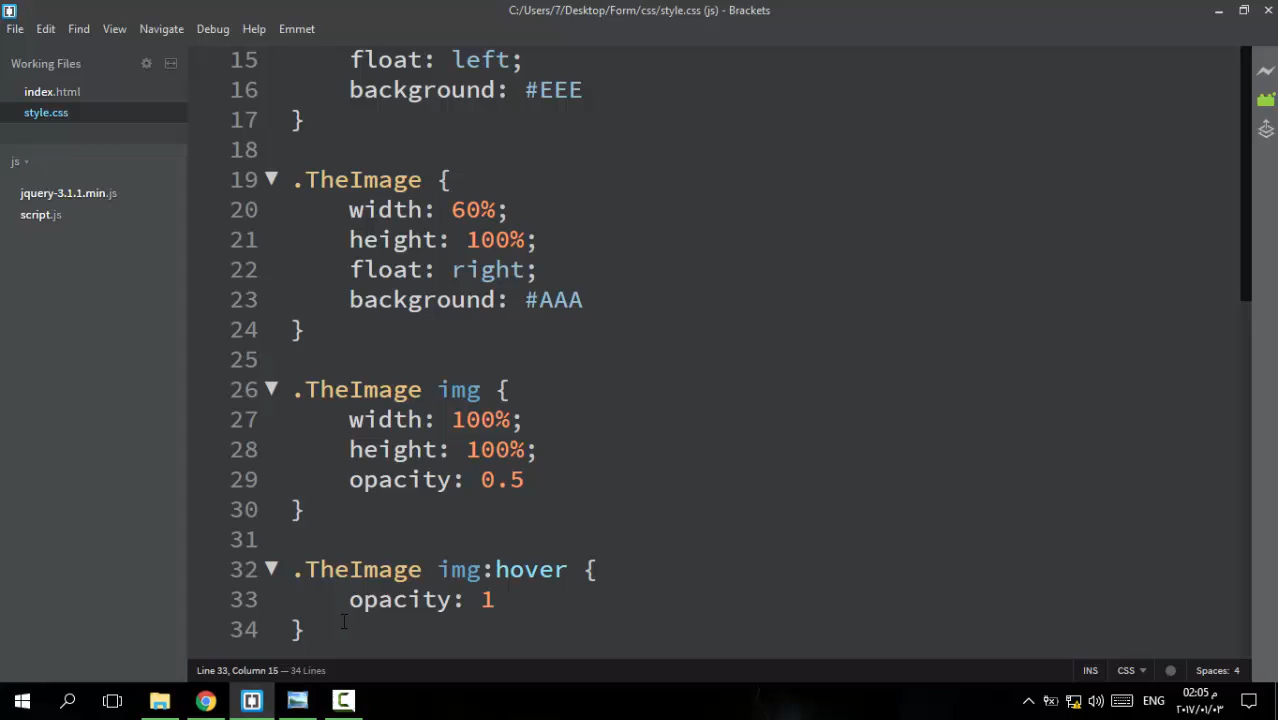 C:/Users/7/Desktop/Form/css/style.css (js) - Brackets
File Edit Find View Navigate Debug Help Emmet
Working Files
index.html
style.css
js
jquery-3.1.1.min.js
script.js
15 float: left;
16 background: #EEE
17 }
18
19 .TheImage {
20 width: 60%;
21 height: 100%;
22 float: right;
23 background: #AAA
24 }
25
26 .TheImage img {
27 width: 100%;
28 height: 100%;
29 opacity: 0.5
30 }
31
32 .TheImage img:hover {
33 opacity: 1
34 }
Line 33, Column 15 — 34 Lines
INS CSS Spaces: 4
ENG
02:05 م
٢٠١٧/٠١/٠٣